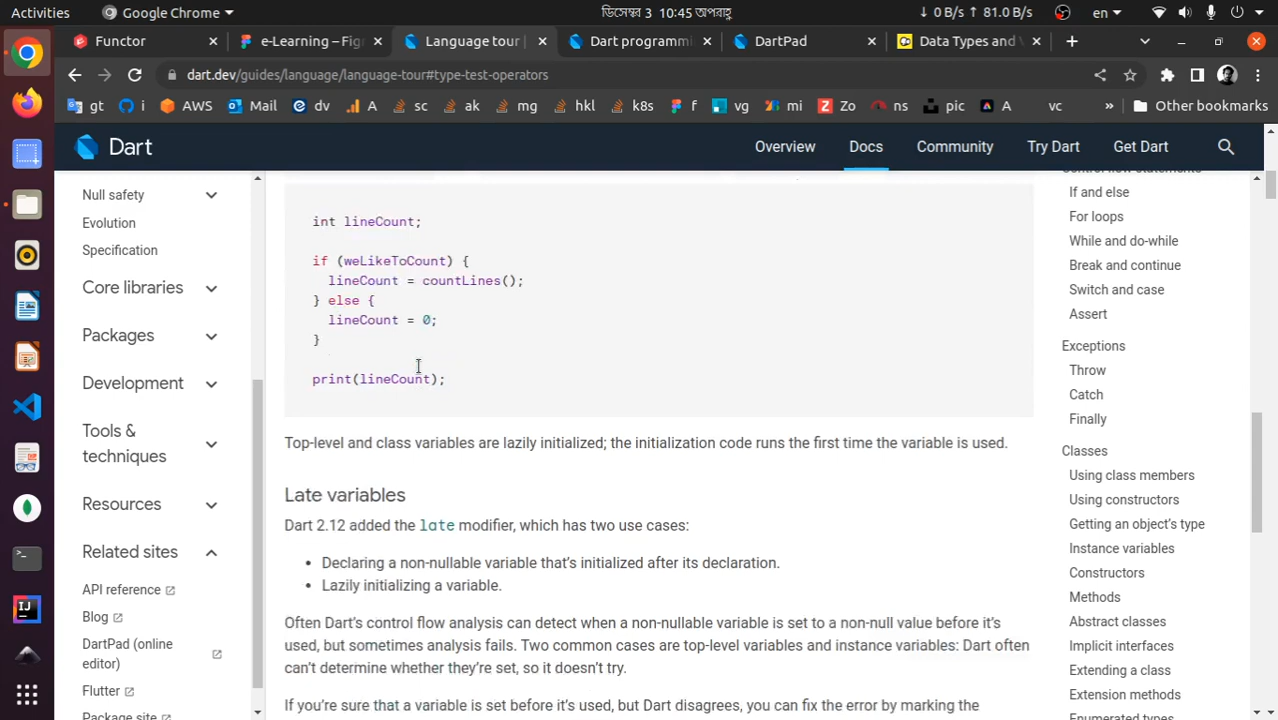 Activities
Google Chrome
ডিসেম্বর 3 10:45 অপরাহ্ণ
↓ 0 B/s ↑ 81.0 B/s
en
Functor
e-Learning – Figm
Language tour |
Dart programmi
DartPad
Data Types and V
dart.dev/guides/language/language-tour#type-test-operators
gt
i
AWS
Mail
dv
A
sc
ak
mg
hkl
k8s
f
vg
mi
Zo
ns
pic
A
vc
»
Other bookmarks
Dart
Overview
Docs
Community
Try Dart
Get Dart
Null safety
Evolution
Specification
Core libraries
Packages
Development
Tools &
techniques
Resources
Related sites
API reference
Blog
DartPad (online
editor)
Flutter
Package site
int lineCount;
if (weLikeToCount) {
lineCount = countLines();
} else {
lineCount = 0;
}
print(lineCount);
Top-level and class variables are lazily initialized; the initialization code runs the first time the variable is used.
Late variables
Dart 2.12 added the late modifier, which has two use cases:
• Declaring a non-nullable variable that’s initialized after its declaration.
• Lazily initializing a variable.
Often Dart’s control flow analysis can detect when a non-nullable variable is set to a non-null value before it’s
used, but sometimes analysis fails. Two common cases are top-level variables and instance variables: Dart often
can’t determine whether they’re set, so it doesn’t try.
If you’re sure that a variable is set before it’s used, but Dart disagrees, you can fix the error by marking the
Control flow statements
If and else
For loops
While and do-while
Break and continue
Switch and case
Assert
Exceptions
Throw
Catch
Finally
Classes
Using class members
Using constructors
Getting an object’s type
Instance variables
Constructors
Methods
Abstract classes
Implicit interfaces
Extending a class
Extension methods
Enumerated types